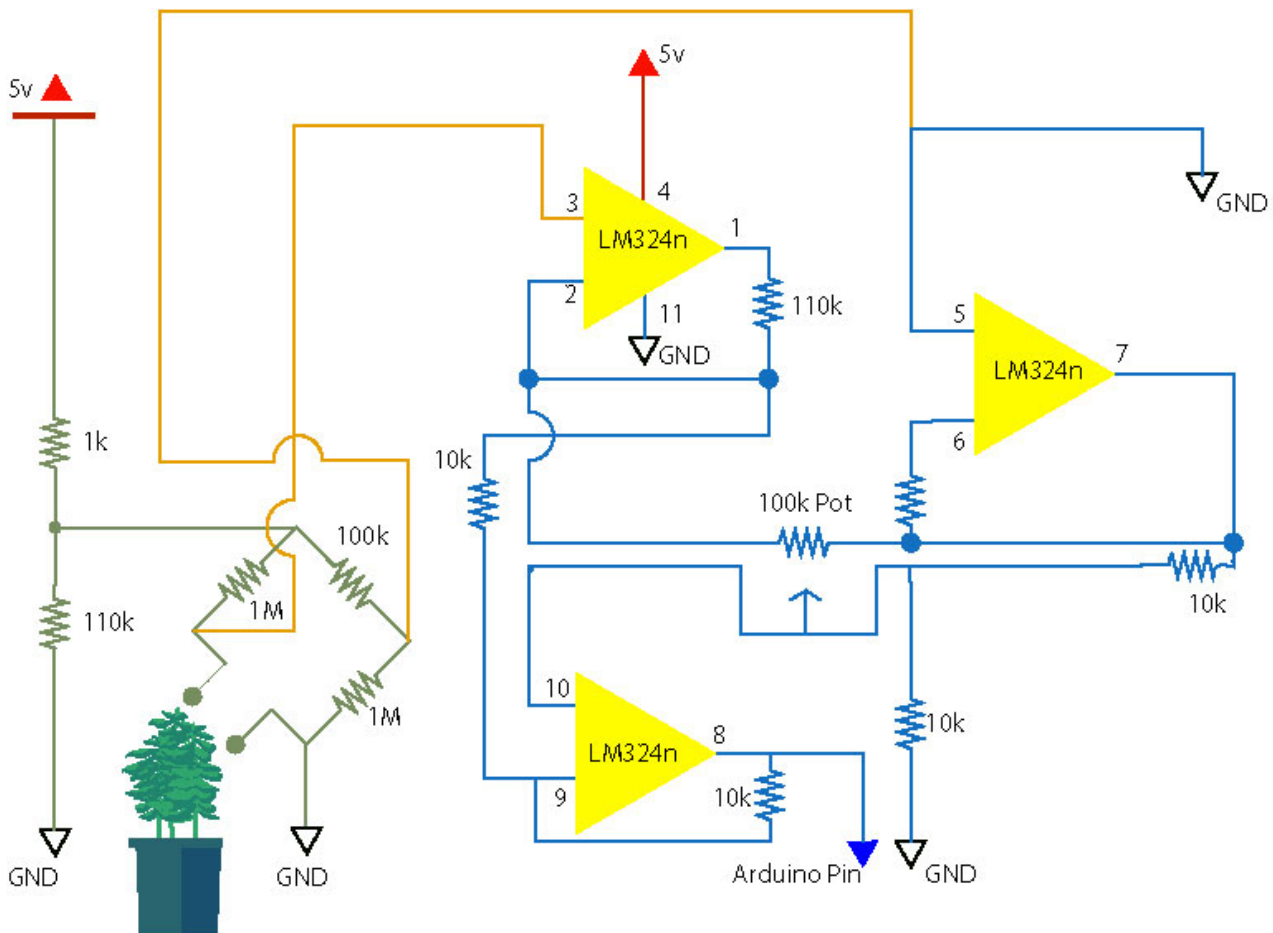 5v
5v
3
4
LM324n
1
GND
2
11
110k
GND
5
7
LM324n
6
1k
10k
100k Pot
100k
1M
110k
10k
1M
10
8
LM324n
10k
9
10k
GND
GND
Arduino Pin
GND